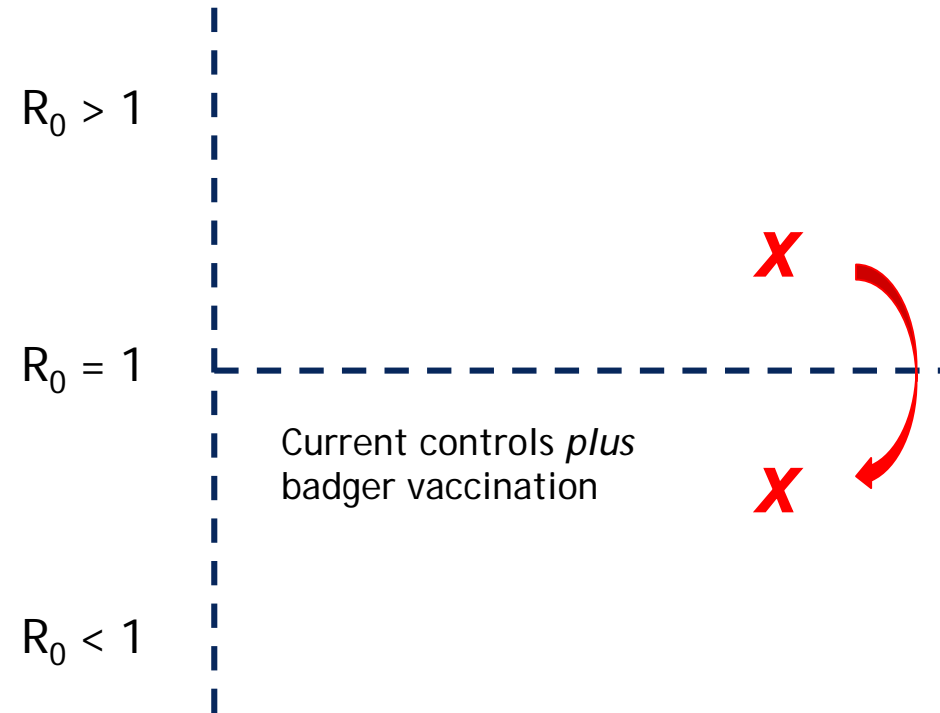 R₀ > 1
X
R₀ = 1
Current controls plus
badger vaccination
X
R₀ < 1